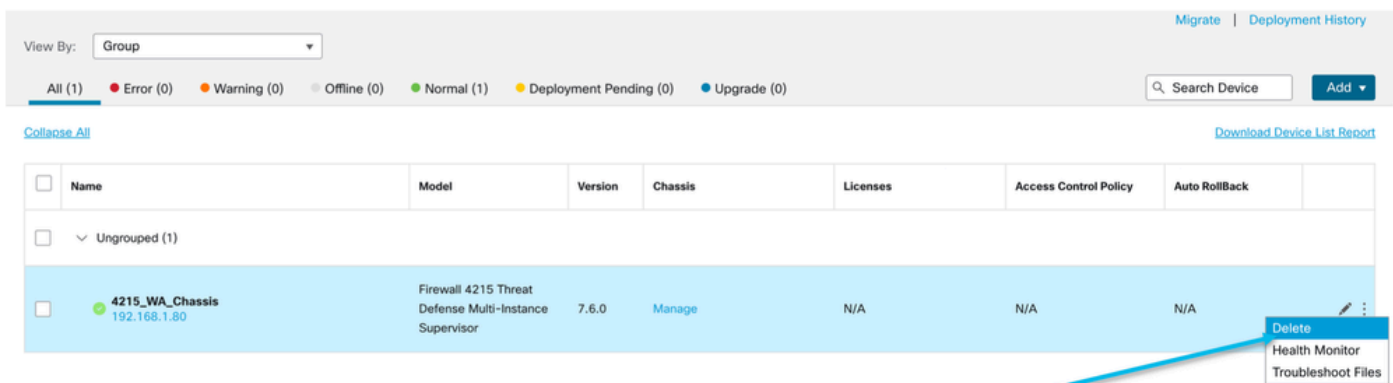 Migrate | Deployment History
View By: Group
All (1) Error (0) Warning (0) Offline (0) Normal (1) Deployment Pending (0) Upgrade (0) Search Device Add
Collapse All Download Device List Report
Name Model Version Chassis Licenses Access Control Policy Auto RollBack
Ungrouped (1)
4215_WA_Chassis
192.168.1.80
Firewall 4215 Threat
Defense Multi-Instance
Supervisor
7.6.0 Manage N/A N/A N/A
Delete
Health Monitor
Troubleshoot Files